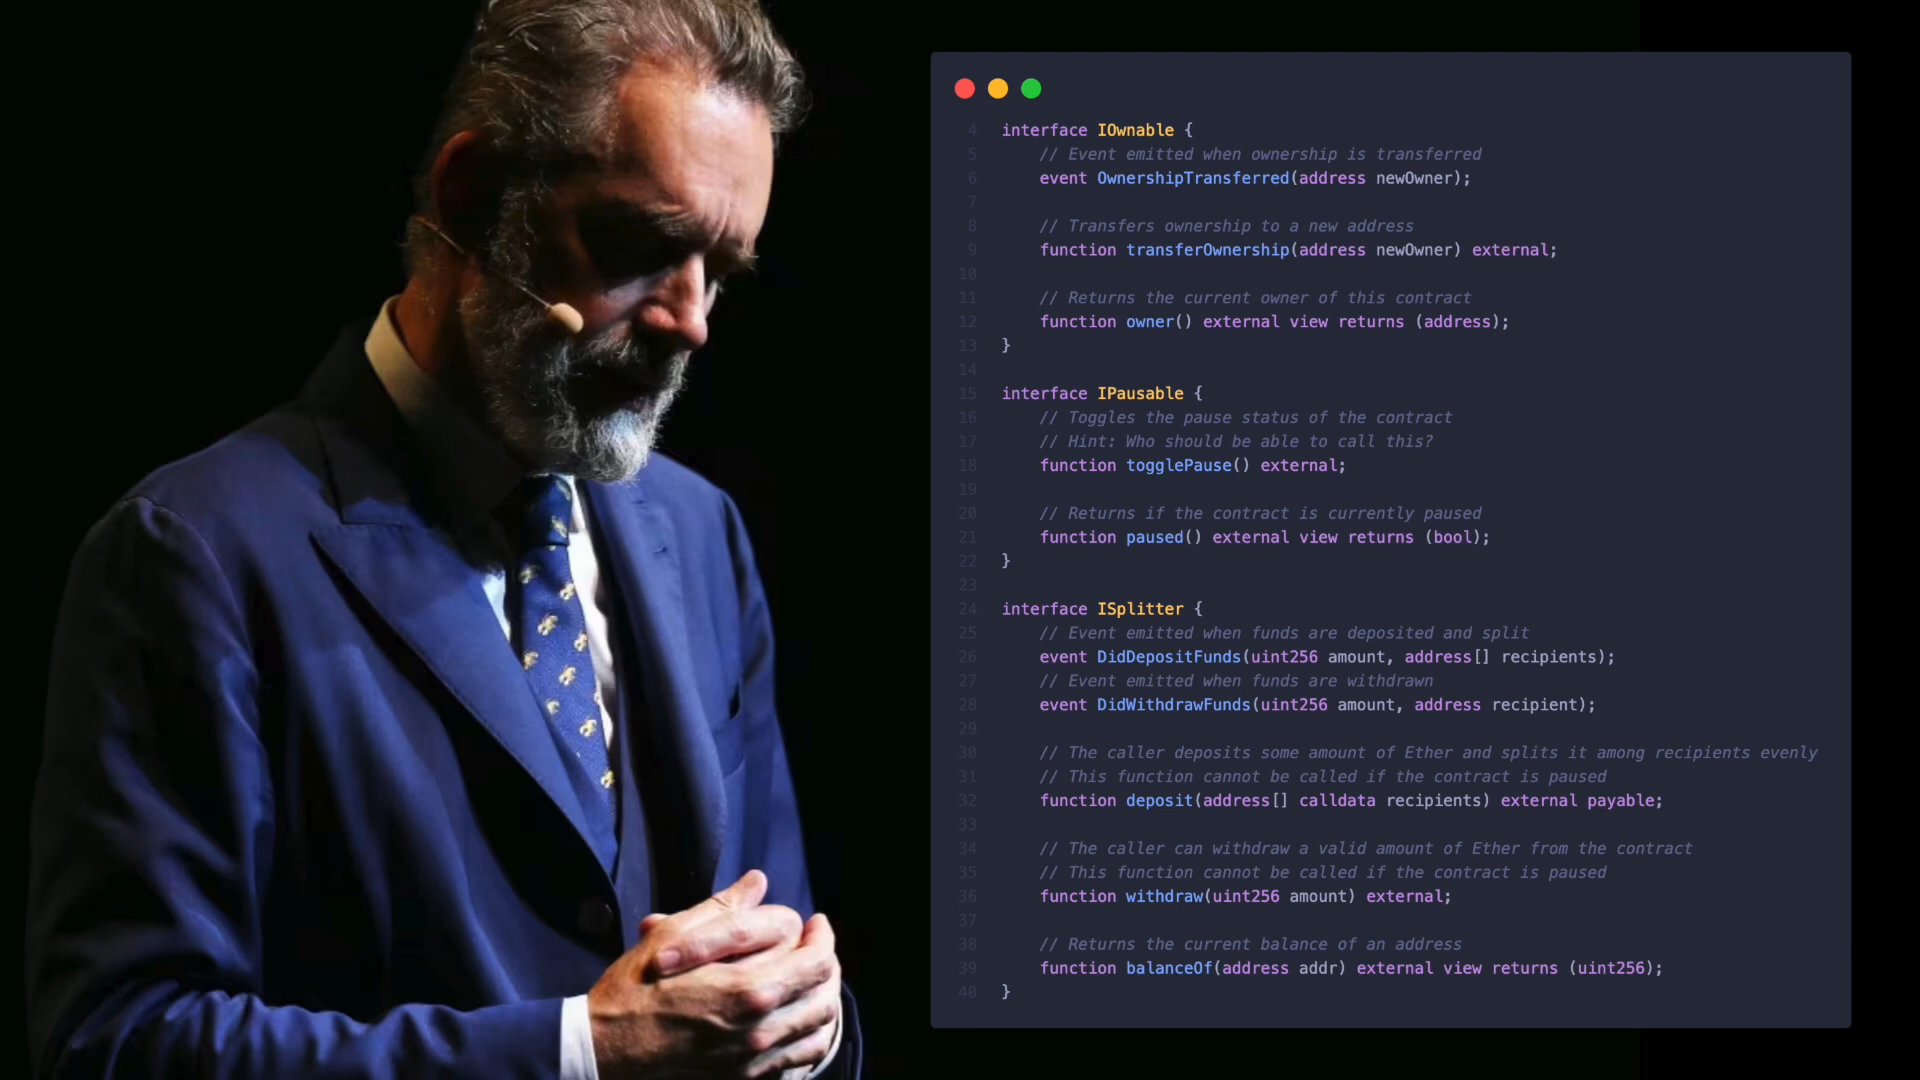 4 interface IOwnable {
5 // Event emitted when ownership is transferred
6 event OwnershipTransferred(address newOwner);
7
8 // Transfers ownership to a new address
9 function transferOwnership(address newOwner) external;
10
11 // Returns the current owner of this contract
12 function owner() external view returns (address);
13 }
14
15 interface IPausable {
16 // Toggles the pause status of the contract
17 // Hint: Who should be able to call this?
18 function togglePause() external;
19
20 // Returns if the contract is currently paused
21 function paused() external view returns (bool);
22 }
23
24 interface ISplitter {
25 // Event emitted when funds are deposited and split
26 event DidDepositFunds(uint256 amount, address[] recipients);
27 // Event emitted when funds are withdrawn
28 event DidWithdrawFunds(uint256 amount, address recipient);
29
30 // The caller deposits some amount of Ether and splits it among recipients evenly
31 // This function cannot be called if the contract is paused
32 function deposit(address[] calldata recipients) external payable;
33
34 // The caller can withdraw a valid amount of Ether from the contract
35 // This function cannot be called if the contract is paused
36 function withdraw(uint256 amount) external;
37
38 // Returns the current balance of an address
39 function balanceOf(address addr) external view returns (uint256);
40 }